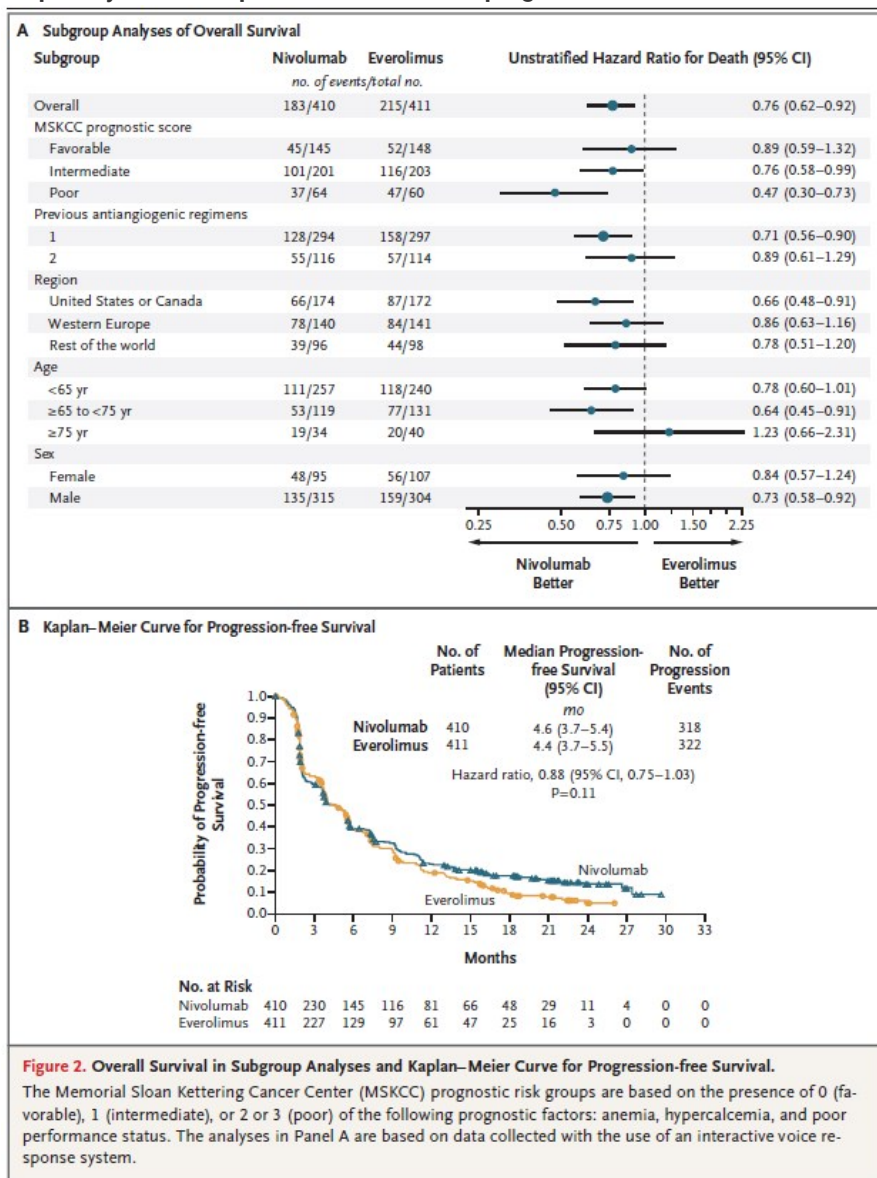 A Subgroup Analyses of Overall Survival
Subgroup Nivolumab Everolimus Unstratified Hazard Ratio for Death (95% CI)
no. of events/total no.
Overall 183/410 215/411 0.76 (0.62–0.92)
MSKCC prognostic score
Favorable 45/145 52/148 0.89 (0.59–1.32)
Intermediate 101/201 116/203 0.76 (0.58–0.99)
Poor 37/64 47/60 0.47 (0.30–0.73)
Previous antiangiogenic regimens
1 128/294 158/297 0.71 (0.56–0.90)
2 55/116 57/114 0.89 (0.61–1.29)
Region
United States or Canada 66/174 87/172 0.66 (0.48–0.91)
Western Europe 78/140 84/141 0.86 (0.63–1.16)
Rest of the world 39/96 44/98 0.78 (0.51–1.20)
Age
<65 yr 111/257 118/240 0.78 (0.60–1.01)
≥65 to <75 yr 53/119 77/131 0.64 (0.45–0.91)
≥75 yr 19/34 20/40 1.23 (0.66–2.31)
Sex
Female 48/95 56/107 0.84 (0.57–1.24)
Male 135/315 159/304 0.73 (0.58–0.92)
0.25 0.50 0.75 1.00 1.50 2.25
Nivolumab Everolimus
Better Better
B Kaplan–Meier Curve for Progression-free Survival
No. of Median Progression- No. of
Patients free Survival Progression
(95% CI) Events
mo
Nivolumab 410 4.6 (3.7–5.4) 318
Everolimus 411 4.4 (3.7–5.5) 322
Hazard ratio, 0.88 (95% CI, 0.75–1.03)
P=0.11
Probability of Progression-free
Survival
1.0
0.9
0.8
0.7
0.6
0.5
0.4
0.3
0.2
0.1
0.0
Nivolumab
Everolimus
0 3 6 9 12 15 18 21 24 27 30 33
Months
No. at Risk
Nivolumab 410 230 145 116 81 66 48 29 11 4 0 0
Everolimus 411 227 129 97 61 47 25 16 3 0 0 0
Figure 2. Overall Survival in Subgroup Analyses and Kaplan–Meier Curve for Progression-free Survival.
The Memorial Sloan Kettering Cancer Center (MSKCC) prognostic risk groups are based on the presence of 0 (fa-
vorable), 1 (intermediate), or 2 or 3 (poor) of the following prognostic factors: anemia, hypercalcemia, and poor
performance status. The analyses in Panel A are based on data collected with the use of an interactive voice re-
sponse system.